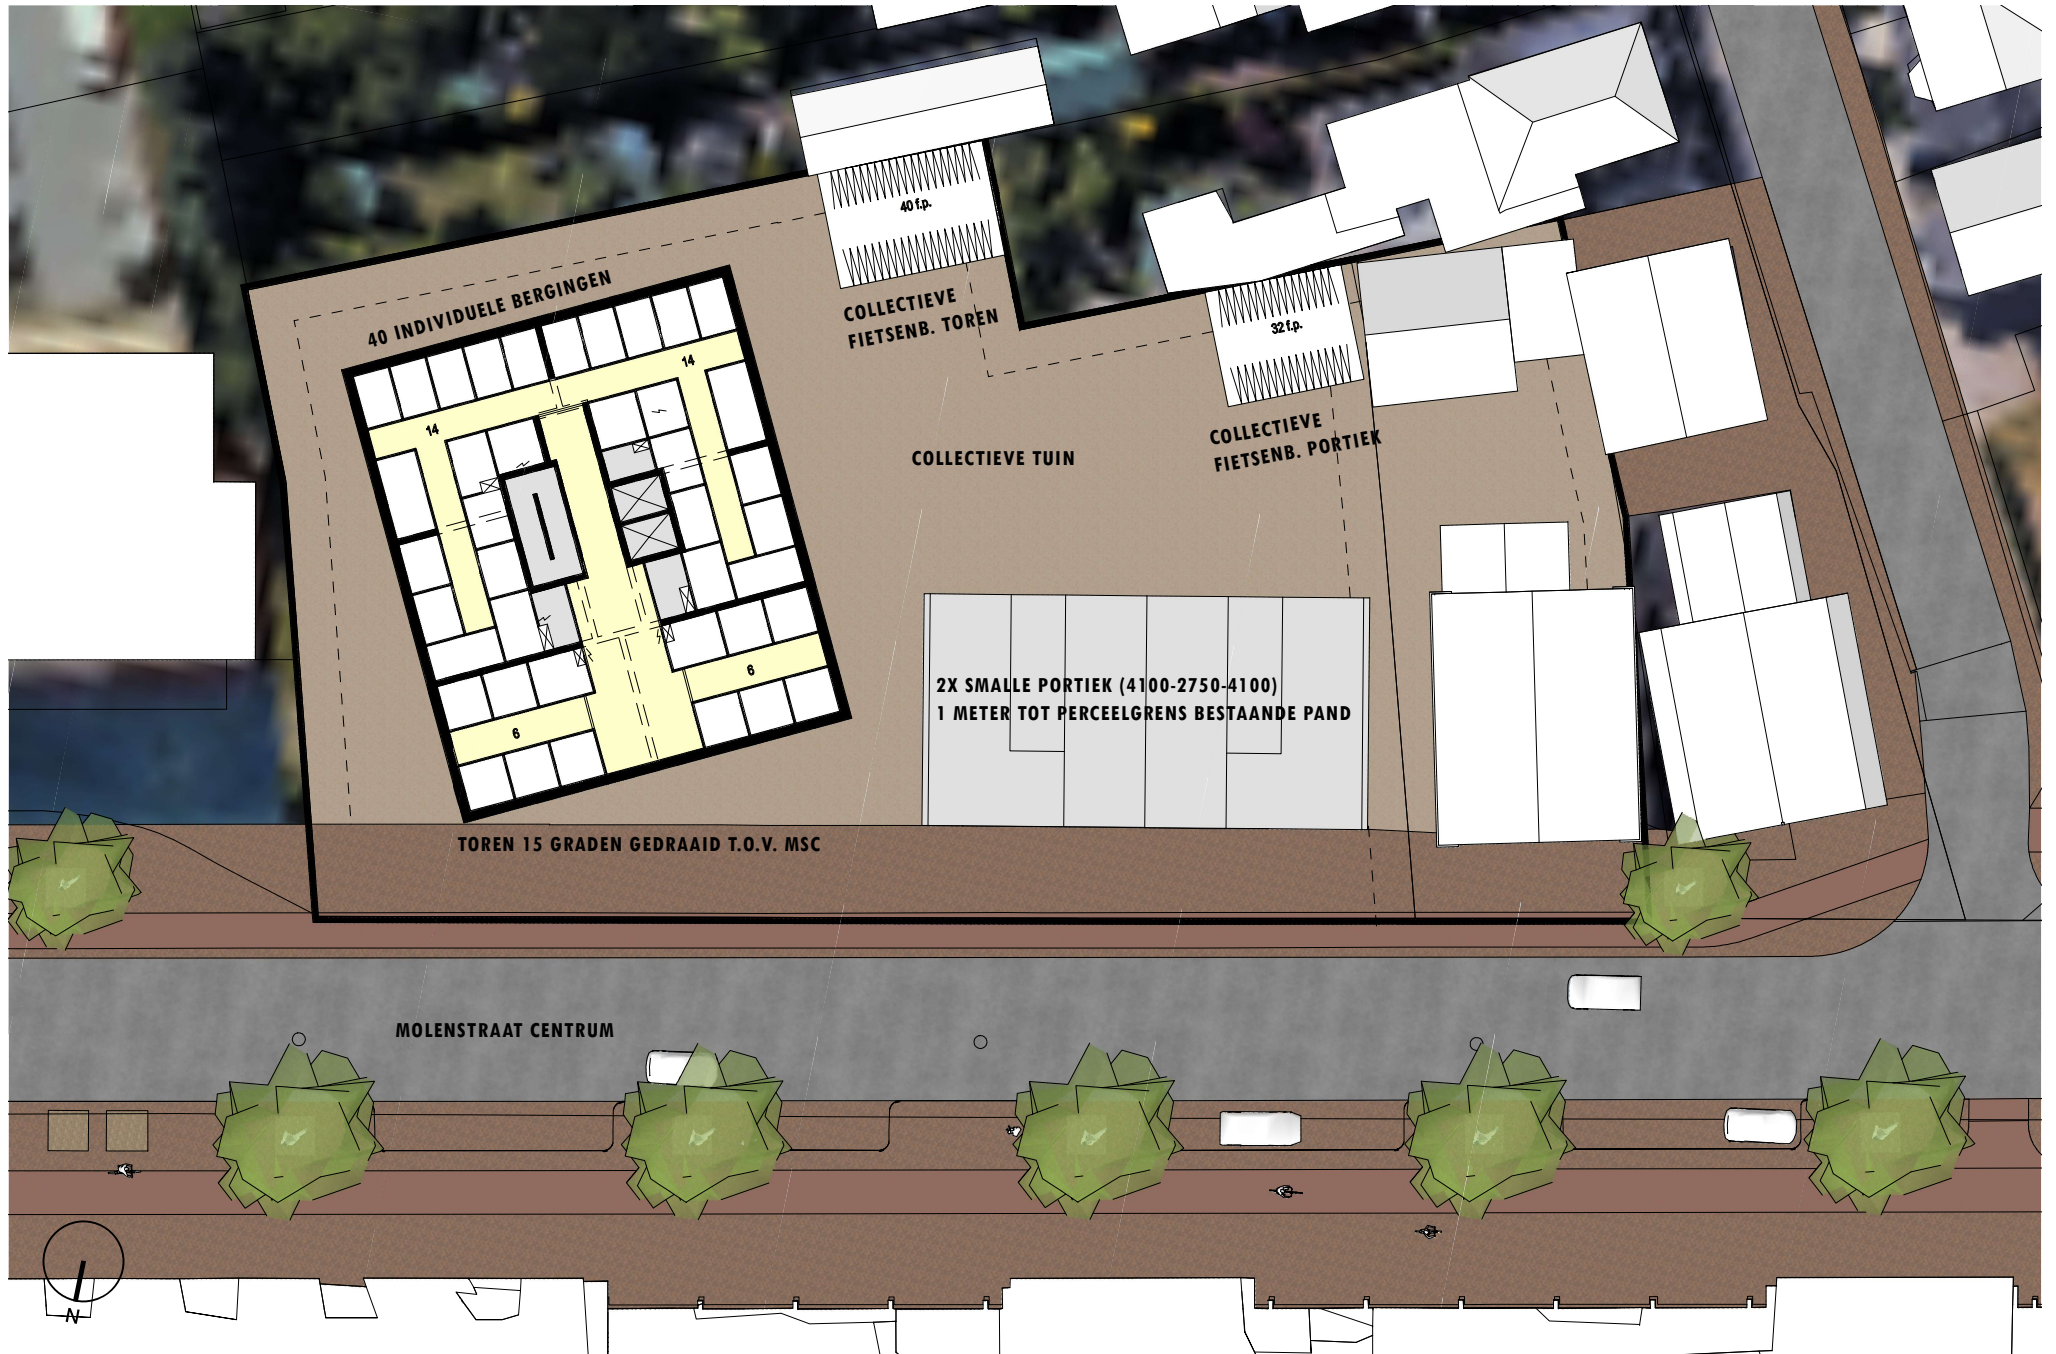 40 f.p.
40 INDIVIDUELE BERGINGEN
COLLECTIEVE
FIETSENB. TOREN
32 f.p.
14
14
COLLECTIEVE
FIETSENB. PORTIEK
COLLECTIEVE TUIN
6
6
2X SMALLE PORTIEK (4100-2750-4100)
1 METER TOT PERCEELGRENS BESTAANDE PAND
TOREN 15 GRADEN GEDRAAID T.O.V. MSC
MOLENSTRAAT CENTRUM
N